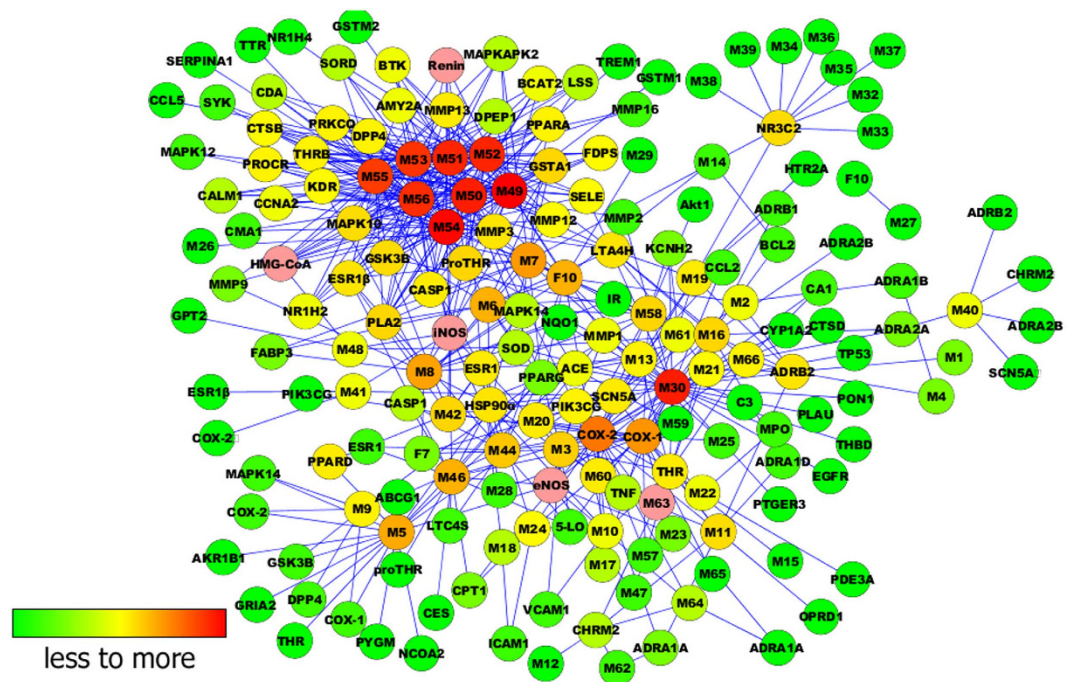 GSTM2
TTR
NR1H4
SERPINA1
SORD
BTK
Renin
MAPKAPK2
TREM1
GSTM1
M39
M34
M36
M37
M38
M35
M32
M33
NR3C2
CCL5
SYK
CDA
AMY2A
MMP13
BCAT2
LSS
MMP16
DPEP1
PPARA
CTSB
PRKCQ
DPP4
MAPK12
PROCR
THRB
M53
M51
M52
GSTA1
FDPS
M29
M14
HTR2A
F10
CALM1
CCNA2
KDR
M55
M56
M50
M49
SELE
MMP2
Akt1
ADRB1
M27
ADRB2
CMA1
M26
MAPK10
M54
MMP3
MMP12
LTA4H
KCNH2
BCL2
ADRA2B
HMG-CoA
MMP9
ESR1β
GSK3B
ProTHR
M7
F10
CCL2
M19
CA1
ADRA1B
CHRM2
CASP1
NR1H2
GPT2
PLA2
M6
MAPK14
IR
NQO1
M58
M2
M40
ADRA2B
iNOS
M61
M16
CYP1A2
CTSD
ADRA2A
FABP3
M48
SOD
MMP1
M13
M66
TP53
M1
SCN5A
M8
ESR1
PPARG
ACE
M21
ADRB2
M4
ESR1β
PIK3CG
M41
CASP1
HSP90α
PIK3CG
SCN5A
M30
C3
PON1
COX-2
M42
M20
M59
PLAU
ESR1
F7
M44
M3
COX-2
COX-1
M25
MPO
THBD
MAPK14
PPARD
M46
M28
eNOS
M60
THR
ADRA1D
EGFR
COX-2
M9
ABCG1
TNF
M63
M22
PTGER3
M5
LTC4S
M24
5-LO
M10
M23
M11
AKR1B1
GSK3B
proTHR
M18
M57
M17
M65
M15
PDE3A
GRIA2
DPP4
CPT1
M47
M64
COX-1
CES
VCAM1
OPRD1
THR
PYGM
NCOA2
ICAM1
CHRM2
M12
M62
ADRA1A
ADRA1A
less to more